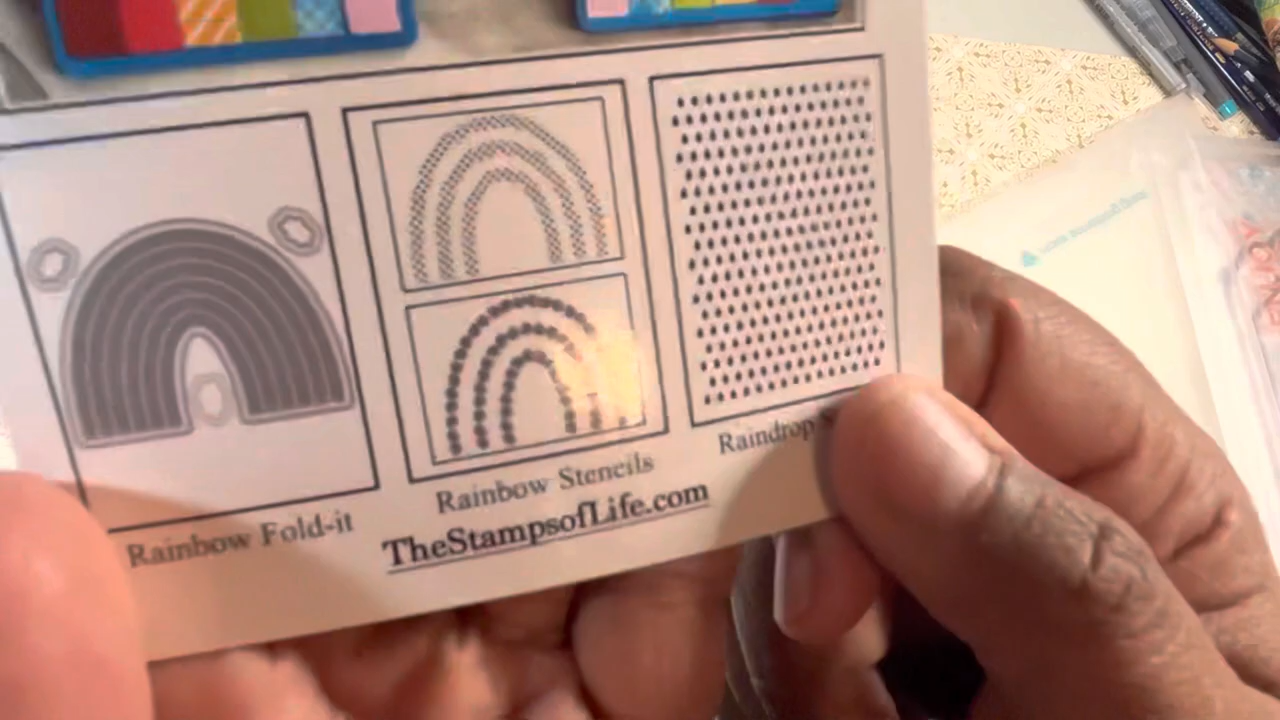 Rainbow Fold-it
Rainbow Stencils
Raindrop
TheStampsofLife.com